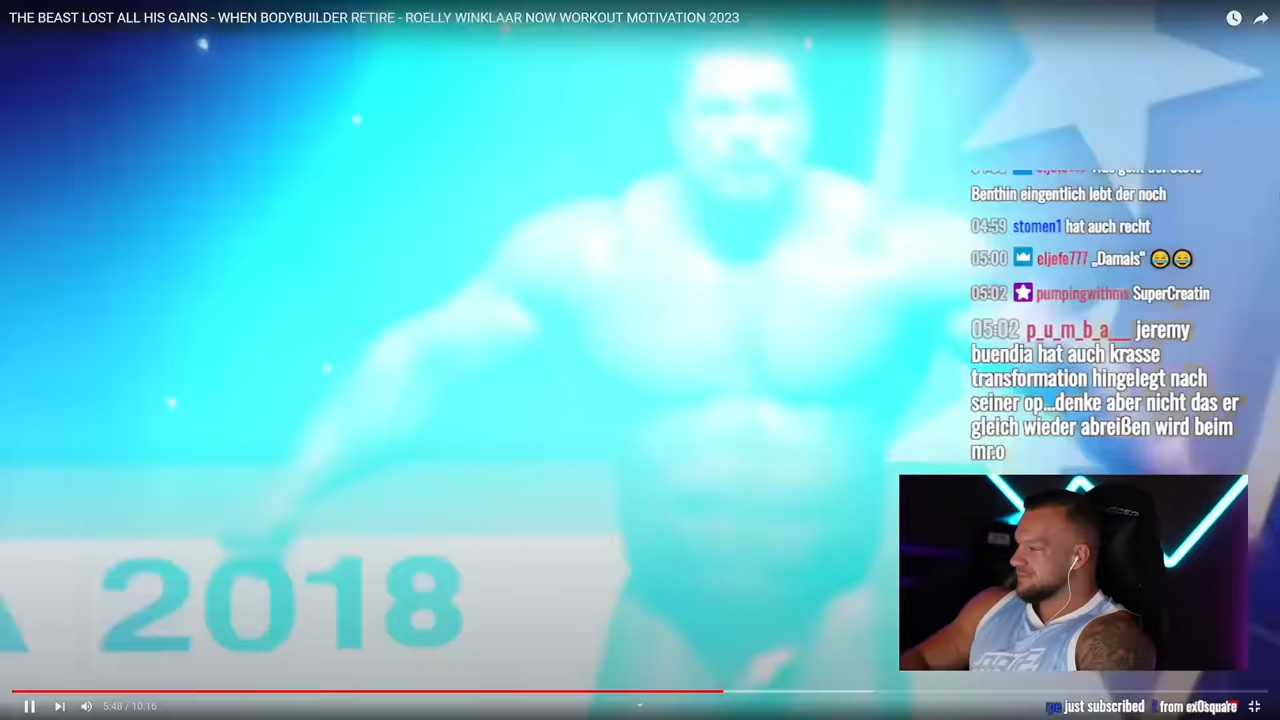 THE BEAST LOST ALL HIS GAINS - WHEN BODYBUILDER RETIRE - ROELLY WINKLAAR NOW WORKOUT MOTIVATION 2023
Benthin eingentlich lebt der noch
04:59 stomen1 hat auch recht
05:00 eljefe777 „Damals“ 😂😂
05:02 pumpingwithms SuperCreatin
05:02 p_u_m_b_a__ jeremy
buendia hat auch krasse
transformation hingelegt nach
seiner op...denke aber nicht das er
gleich wieder abreißen wird beim
mr.o
2018
5:48 / 10:16
just subscribed
from ex0square